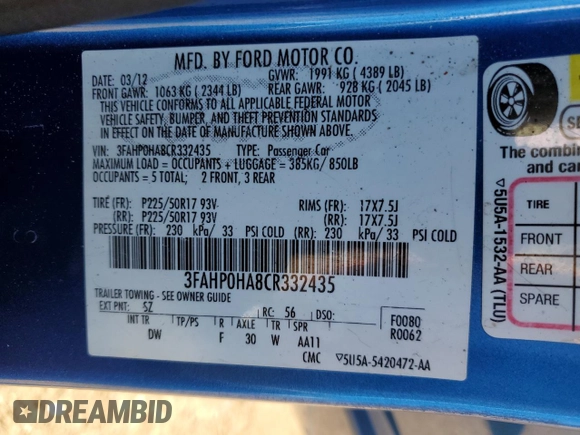 MFD. BY FORD MOTOR CO.
DATE: 03/12 GVWR: 1991 KG ( 4389 LB)
FRONT GAWR: 1063 KG ( 2344 LB) REAR GAWR: 928 KG ( 2045 LB)
THIS VEHICLE CONFORMS TO ALL APPLICABLE FEDERAL MOTOR
VEHICLE SAFETY, BUMPER, AND THEFT PREVENTION STANDARDS
IN EFFECT ON THE DATE OF MANUFACTURE SHOWN ABOVE.
VIN: 3FAHP0HA8CR332435 TYPE: Passenger Car
MAXIMUM LOAD = OCCUPANTS + LUGGAGE = 385KG/ 850LB
OCCUPANTS = 5 TOTAL; 2 FRONT, 3 REAR
TIRE (FR): P225/50R17 93V RIMS (FR): 17X7.5J
(RR): P225/50R17 93V (RR): 17X7.5J
PRESSURE (FR): 230 kPa/ 33 PSI COLD (RR): 230 kPa/ 33 PSI COLD
3FAHP0HA8CR332435
TRAILER TOWING - SEE OWNER GUIDE
EXT PNT: SZ RC: 56 DSO: F0080
INT TR TP/PS R AXLE TR SPR R0062
DW F 30 W AA11
CMC ▽5U5A-5420472-AA
▽5U5A-1532-AA (TLU)
The combin
and car
TIRE
FRONT
REAR
SPARE
DREAMBID